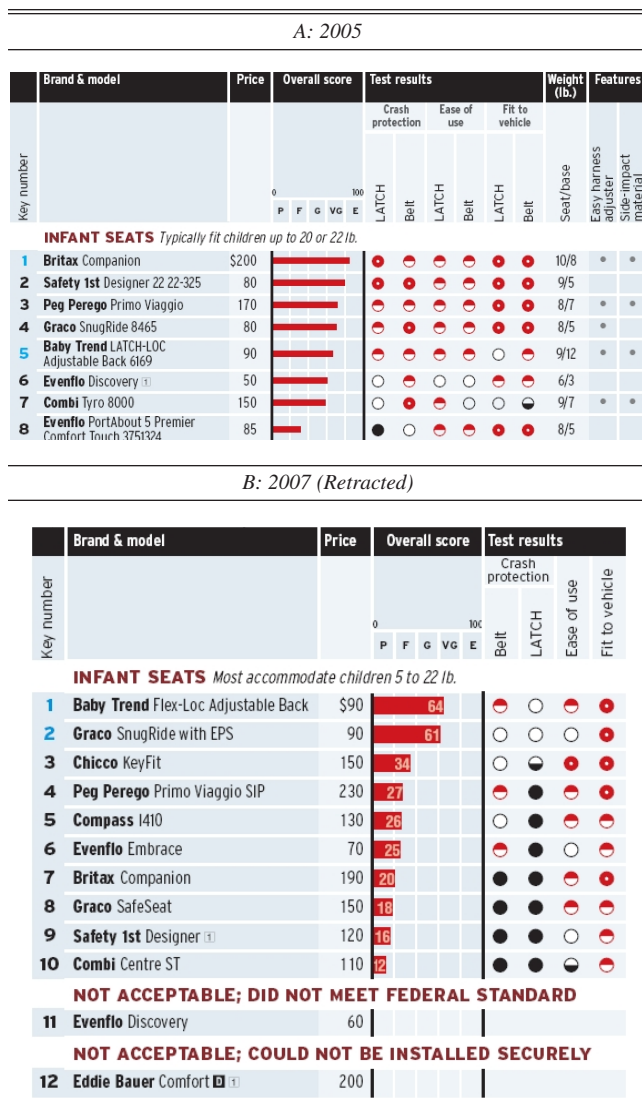 A: 2005
Brand & model Price Overall score Test results Weight (lb.) Features
Crash protection Ease of use Fit to vehicle
Key number 0 100 LATCH Belt LATCH Belt LATCH Belt Seat/base Easy harness adjuster Side-impact material
P F G VG E
INFANT SEATS Typically fit children up to 20 or 22 lb.
1 Britax Companion $200 10/8
2 Safety 1st Designer 22 22-325 80 9/5
3 Peg Perego Primo Viaggio 170 8/7
4 Graco SnugRide 8465 80 8/5
5 Baby Trend LATCH-LOC
Adjustable Back 6169 90 9/12
6 Evenflo Discovery 1 50 6/3
7 Combi Tyro 8000 150 9/7
8 Evenflo PortAbout 5 Premier
Comfort Touch 3751324 85 8/5
B: 2007 (Retracted)
Brand & model Price Overall score Test results
Crash protection
Key number 0 100 Belt LATCH Ease of use Fit to vehicle
P F G VG E
INFANT SEATS Most accommodate children 5 to 22 lb.
1 Baby Trend Flex-Loc Adjustable Back $90 64
2 Graco SnugRide with EPS 90 61
3 Chicco KeyFit 150 34
4 Peg Perego Primo Viaggio SIP 230 27
5 Compass I410 130 26
6 Evenflo Embrace 70 25
7 Britax Companion 190 20
8 Graco SafeSeat 150 18
9 Safety 1st Designer 1 120 16
10 Combi Centre ST 110 12
NOT ACCEPTABLE; DID NOT MEET FEDERAL STANDARD
11 Evenflo Discovery 60
NOT ACCEPTABLE; COULD NOT BE INSTALLED SECURELY
12 Eddie Bauer Comfort D 1 200